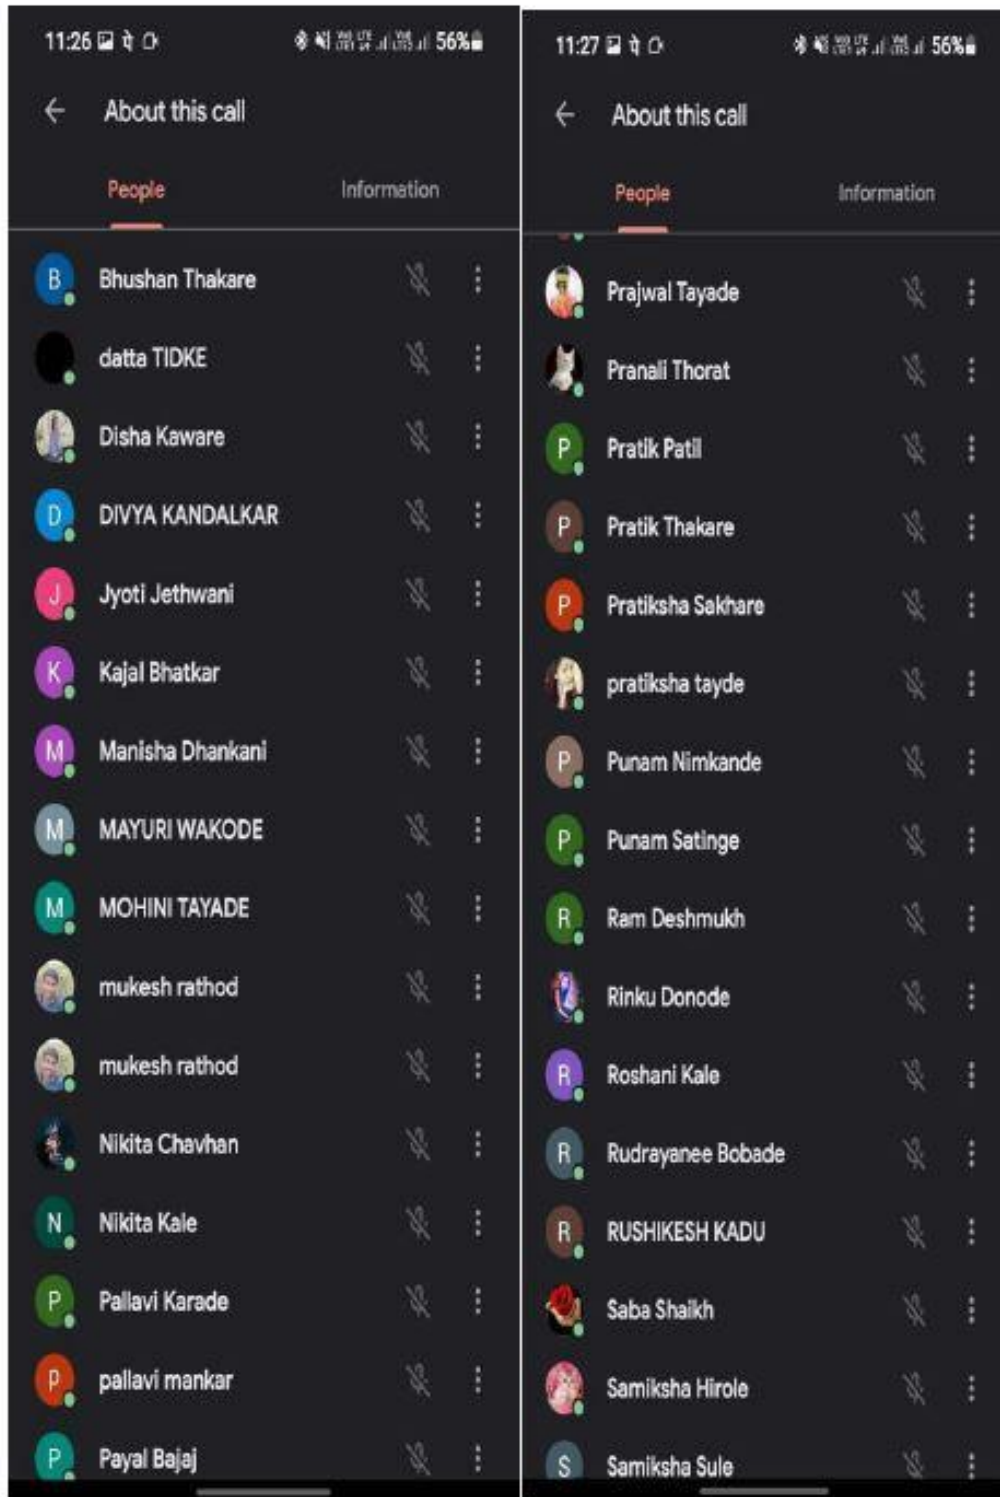 11:26 56%
About this call
People Information
B Bhushan Thakare
datta TIDKE
Disha Kaware
D DIVYA KANDALKAR
J Jyoti Jethwani
K Kajal Bhatkar
M Manisha Dhankani
M MAYURI WAKODE
M MOHINI TAYADE
mukesh rathod
mukesh rathod
Nikita Chavhan
N Nikita Kale
P Pallavi Karade
p pallavi mankar
P Payal Bajaj
11:27 56%
About this call
People Information
Prajwal Tayade
Pranali Thorat
P Pratik Patil
P Pratik Thakare
P Pratiksha Sakhare
pratiksha tayde
P Punam Nimkande
P Punam Satinge
R Ram Deshmukh
Rinku Donode
R Roshani Kale
R Rudrayanee Bobade
R RUSHIKESH KADU
Saba Shaikh
Samiksha Hirole
S Samiksha Sule